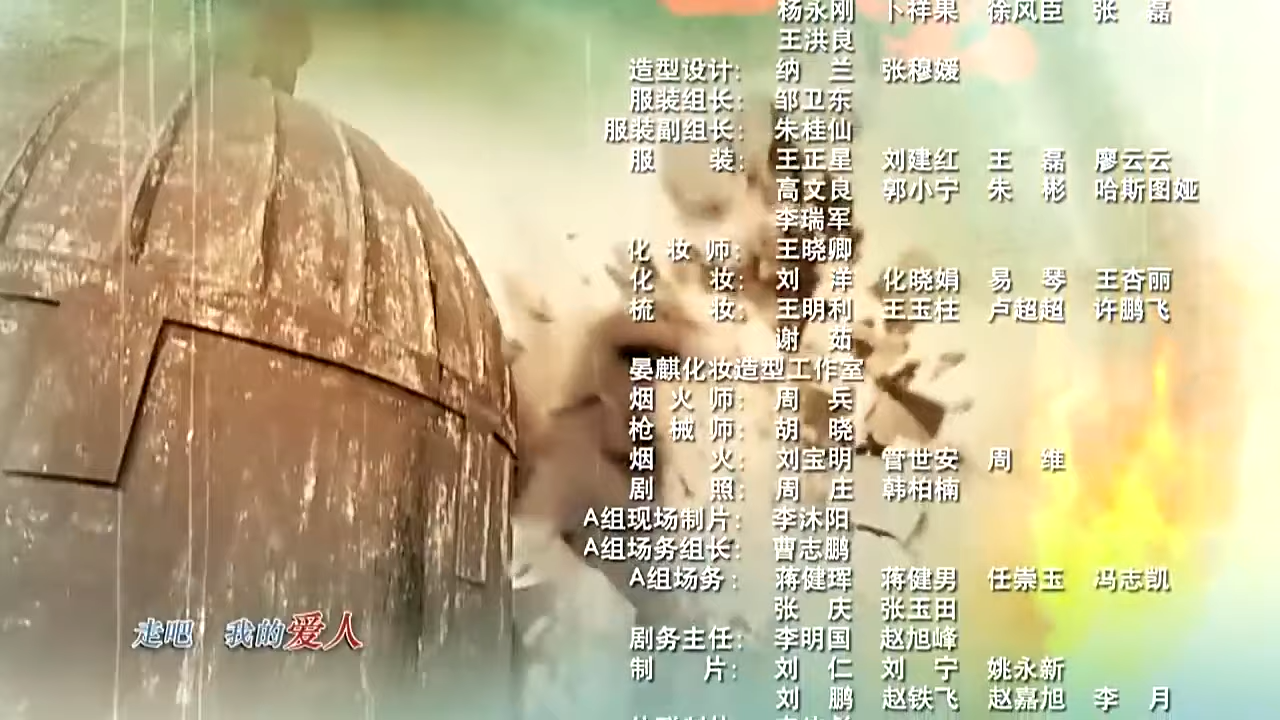 杨永刚 卜祥果 徐风臣 张 磊
王洪良
造型设计： 纳 兰 张穆媛
服装组长： 邹卫东
服装副组长： 朱桂仙
服 装： 王正星 刘建红 王 磊 廖云云
高文良 郭小宁 朱 彬 哈斯图娅
李瑞军
化 妆 师： 王晓卿
化 妆： 刘 洋 化晓娟 易 琴 王杏丽
梳 妆： 王明利 王玉柱 卢超超 许鹏飞
谢 茹
晏麒化妆造型工作室
烟 火 师： 周 兵
枪 械 师： 胡 晓
烟 火： 刘宝明 管世安 周 维
剧 照： 周 庄 韩柏楠
A组现场制片： 李沐阳
A组场务组长： 曹志鹏
A组场务： 蒋健珲 蒋健男 任崇玉 冯志凯
张 庆 张玉田
走吧 我的爱人
剧务主任： 李明国 赵旭峰
制 片： 刘 仁 刘 宁 姚永新
刘 鹏 赵铁飞 赵嘉旭 李 月